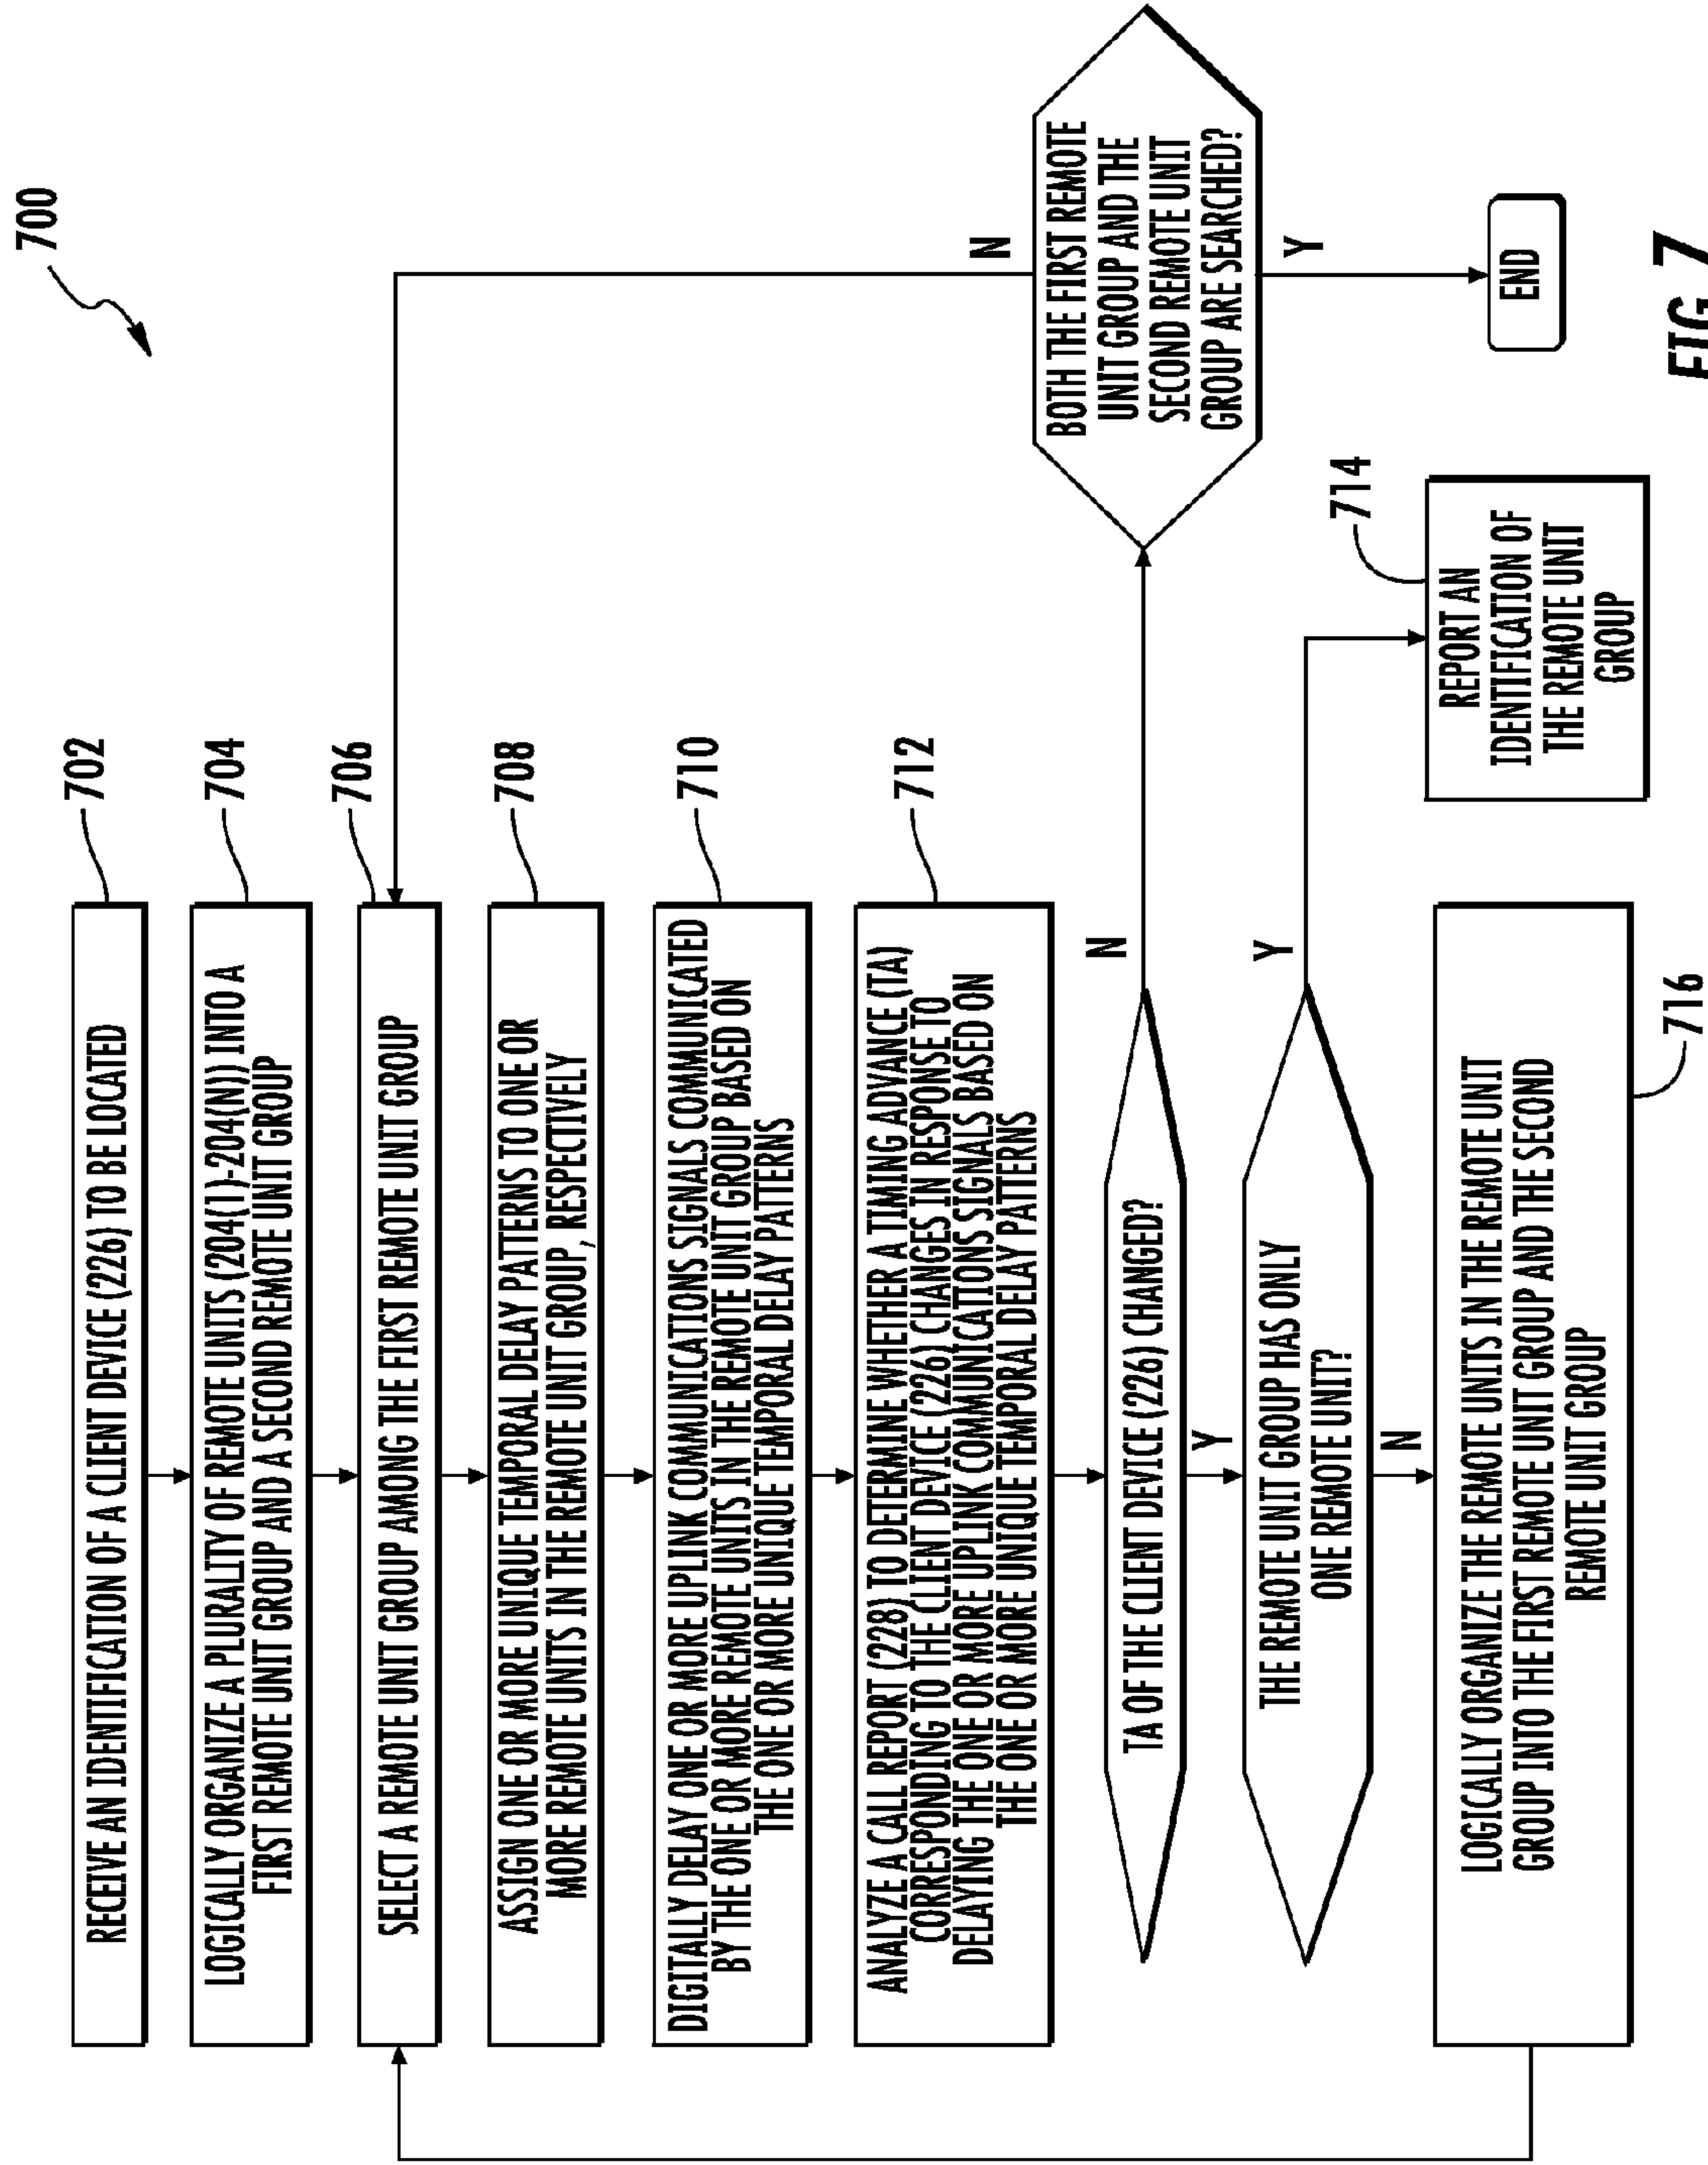 700
RECEIVE AN IDENTIFICATION OF A CLIENT DEVICE (226) TO BE LOCATED
702
LOGICALLY ORGANIZE A PLURALITY OF REMOTE UNITS (204(1)-204(N)) INTO A
FIRST REMOTE UNIT GROUP AND A SECOND REMOTE UNIT GROUP
704
SELECT A REMOTE UNIT GROUP AMONG THE FIRST REMOTE UNIT GROUP
706
ASSIGN ONE OR MORE UNIQUE TEMPORAL DELAY PATTERNS TO ONE OR
MORE REMOTE UNITS IN THE REMOTE UNIT GROUP, RESPECTIVELY
708
DIGITALLY DELAY ONE OR MORE UPLINK COMMUNICATIONS SIGNALS COMMUNICATED
BY THE ONE OR MORE REMOTE UNITS IN THE REMOTE UNIT GROUP BASED ON
THE ONE OR MORE UNIQUE TEMPORAL DELAY PATTERNS
710
ANALYZE A CALL REPORT (228) TO DETERMINE WHETHER A TIMING ADVANCE (TA)
CORRESPONDING TO THE CLIENT DEVICE (226) CHANGES IN RESPONSE TO
DELAYING THE ONE OR MORE UPLINK COMMUNICATIONS SIGNALS BASED ON
THE ONE OR MORE UNIQUE TEMPORAL DELAY PATTERNS
712
TA OF THE CLIENT DEVICE (226) CHANGED?
N
Y
BOTH THE FIRST REMOTE
UNIT GROUP AND THE
SECOND REMOTE UNIT
GROUP ARE SEARCHED?
N
Y
END
THE REMOTE UNIT GROUP HAS ONLY
ONE REMOTE UNIT?
Y
N
REPORT AN
IDENTIFICATION OF
THE REMOTE UNIT
GROUP
714
LOGICALLY ORGANIZE THE REMOTE UNITS IN THE REMOTE UNIT
GROUP INTO THE FIRST REMOTE UNIT GROUP AND THE SECOND
REMOTE UNIT GROUP
716
FIG. 7